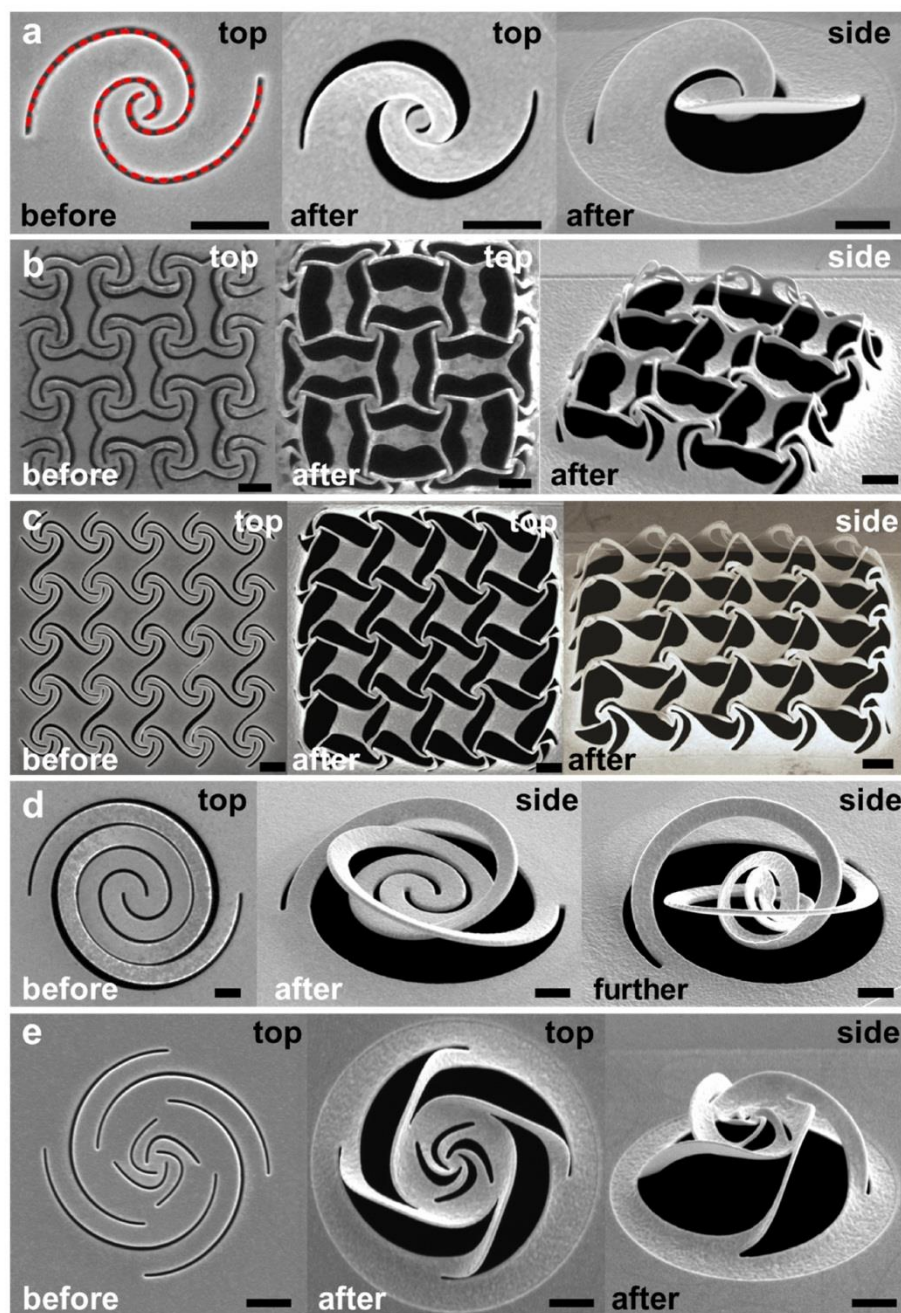 a top top side
before after after
b top top side
before after after
c top top side
before after after
d top side side
before after further
e top top side
before after after